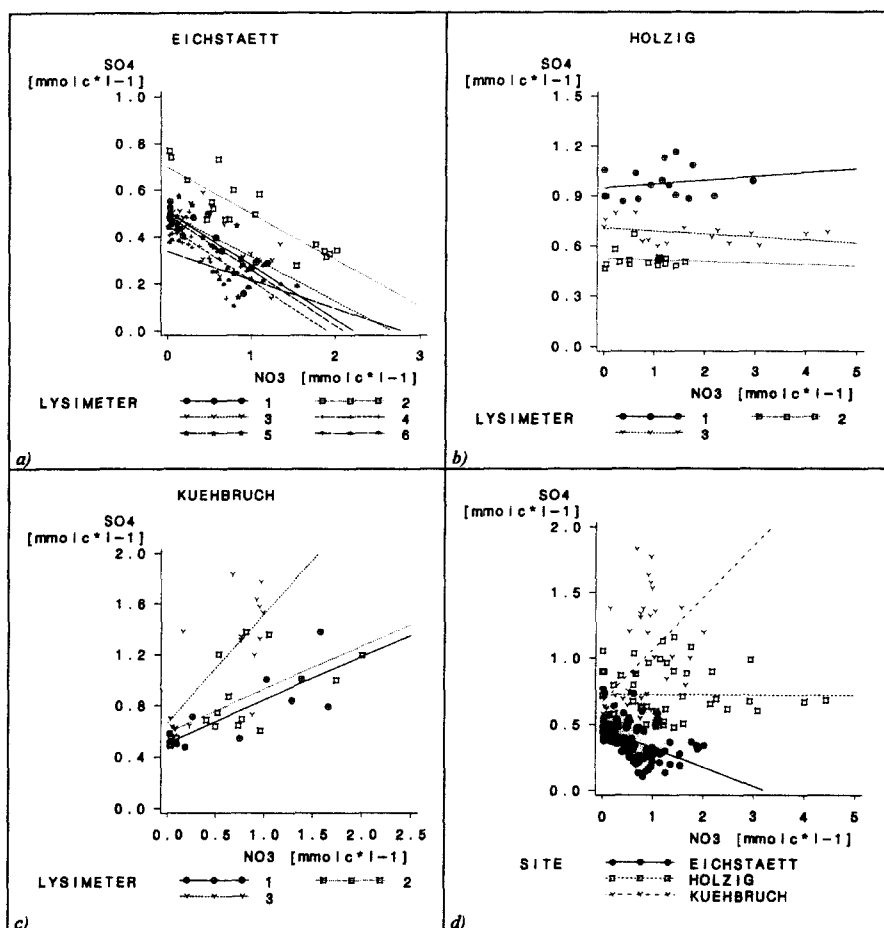 EICHSTAETT
SO4
[mmolc*l-1]
1.0
0.8
0.6
0.4
0.2
0.0
0 1 2 3
NO3 [mmolc*l-1]
LYSIMETER 1 2
3 4
5 6
a)
HOLZIG
SO4
[mmolc*l-1]
1.5
1.2
0.9
0.6
0.3
0.0
0 1 2 3 4 5
NO3 [mmolc*l-1]
LYSIMETER 1 2
3
b)
KUEHBRUCH
SO4
[mmolc*l-1]
2.0
1.6
1.2
0.8
0.4
0.0
0.0 0.5 1.0 1.5 2.0 2.5
NO3 [mmolc*l-1]
LYSIMETER 1 2
3
c)
SO4
[mmolc*l-1]
2.0
1.5
1.0
0.5
0.0
0 1 2 3 4 5
NO3 [mmolc*l-1]
SITE EICHSTAETT
HOLZIG
KUEHBRUCH
d)